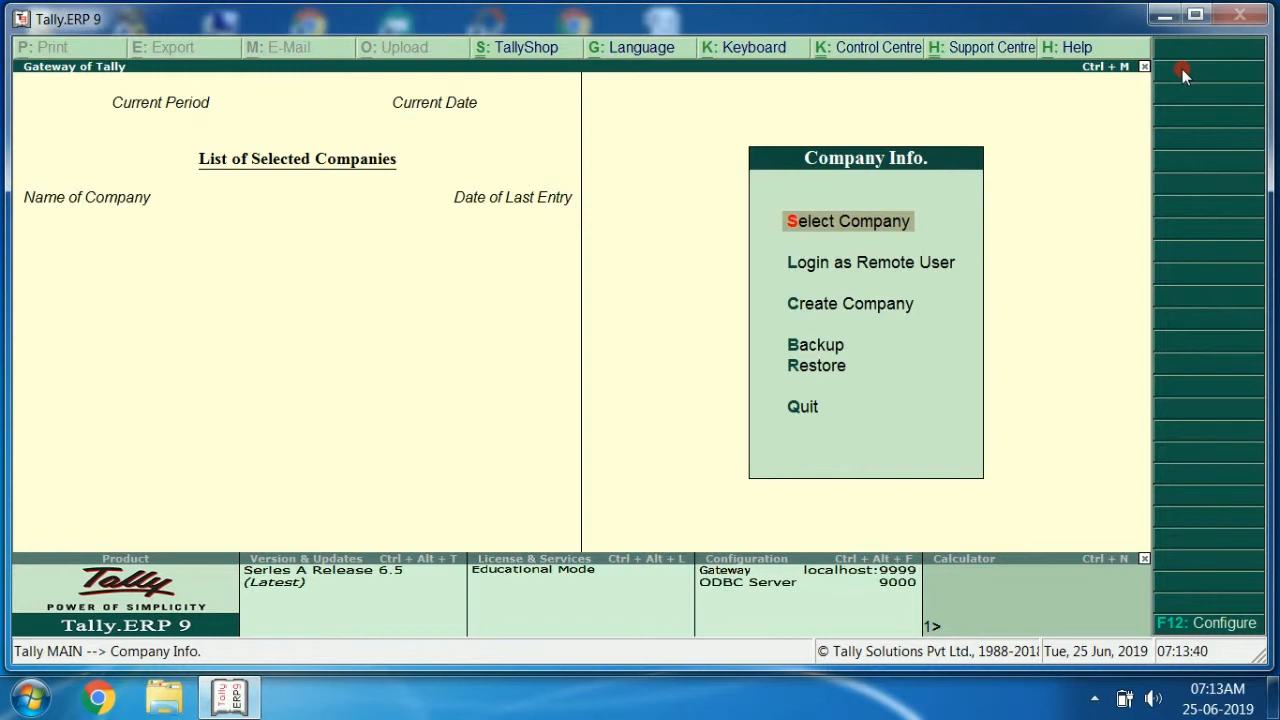 Tally.ERP 9
P: Print E: Export M: E-Mail O: Upload S: TallyShop G: Language K: Keyboard K: Control Centre H: Support Centre H: Help
Gateway of Tally Ctrl + M
Current Period Current Date
List of Selected Companies
Name of Company Date of Last Entry
Company Info.
Select Company
Login as Remote User
Create Company
Backup
Restore
Quit
Product Version & Updates Ctrl + Alt + T License & Services Ctrl + Alt + L Configuration Ctrl + Alt + F Calculator Ctrl + N
Tally
POWER OF SIMPLICITY
Tally.ERP 9
Series A Release 6.5
(Latest)
Educational Mode
Gateway localhost:9999
ODBC Server 9000
1>
F12: Configure
Tally MAIN --> Company Info. © Tally Solutions Pvt Ltd., 1988-2018 Tue, 25 Jun, 2019 07:13:40
Tally ERP9
07:13AM
25-06-2019